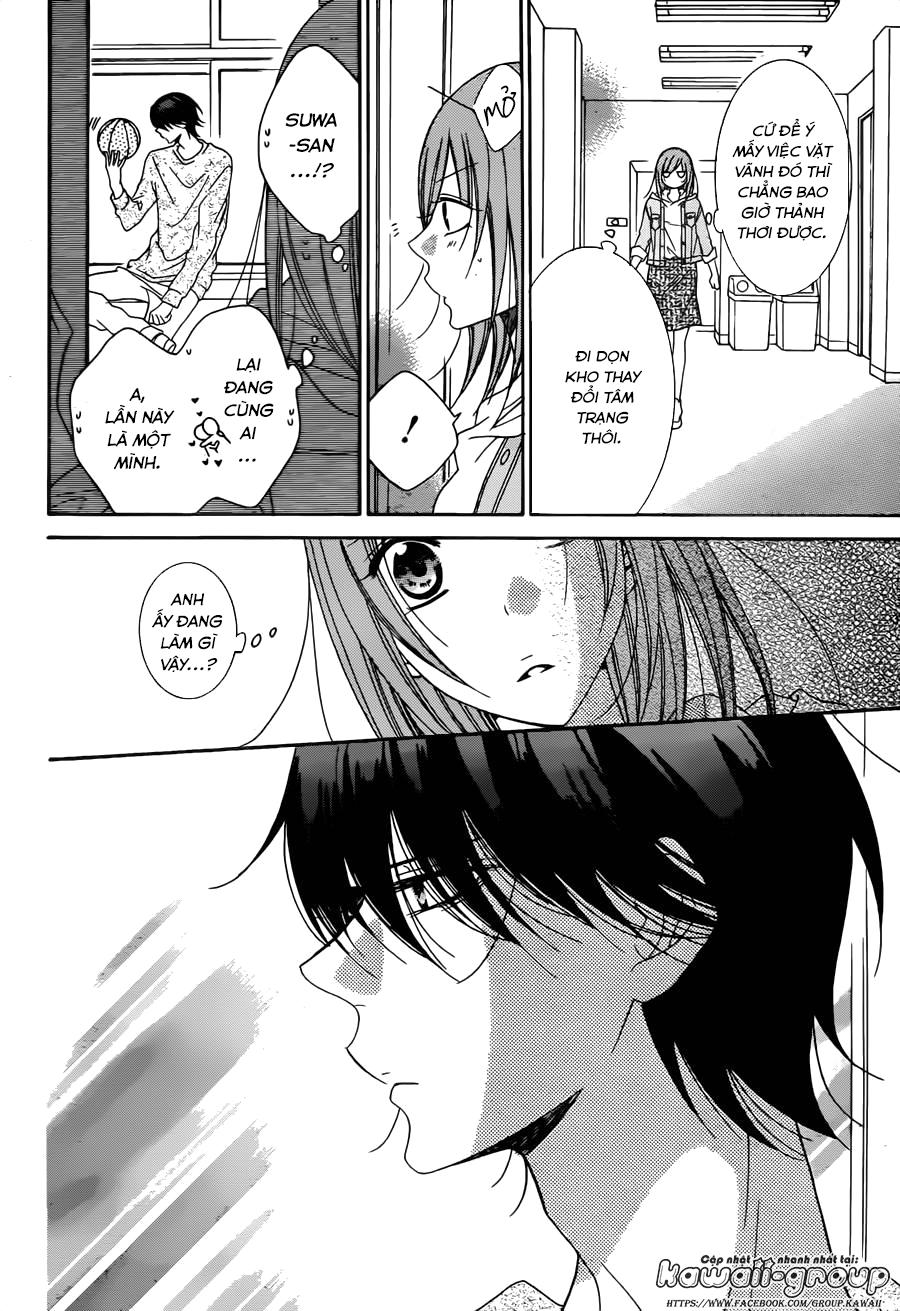 CỨ ĐỂ Ý
MẤY VIỆC VẶT
VÃNH ĐÓ THÌ
CHẲNG BAO
GIỜ THẢNH
THƠI ĐƯỢC.
ĐI DỌN
KHO THAY
ĐỔI TÂM
TRẠNG THÔI.
MỞ
!
SUWA
-SAN
...!?
LẠI
ĐANG
CÙNG
AI
...
A,
LẦN NÀY
LÀ MỘT
MÌNH.
ANH
ẤY ĐANG
LÀM GÌ
VẬY...?
Cập nhật nhanh nhất tại:
Kawaii-group
HTTPS://WWW.FACEBOOK.COM/GROUP.KAWAII